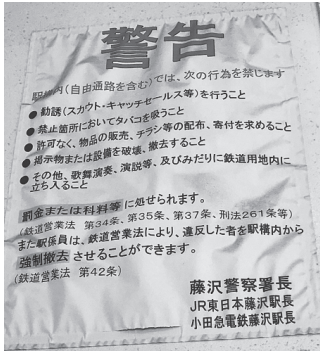 警告
駅構内(自由通路を含む)では、次の行為を禁じます
●勧誘(スカウト・キャッチセールス等)を行うこと
●禁止箇所においてタバコを吸うこと
●許可なく、物品の販売、チラシ等の配布、寄付を求めること
●掲示物または設備を破壊、撤去すること
●その他、歌舞演奏、演説等、及びみだりに鉄道用地内に
立ち入ること
罰金または科料等に処せられます。
(鉄道営業法 第34条、第35条、第37条、刑法261条等)
また駅係員は、鉄道営業法により、違反した者を駅構内から
強制撤去させることができます。
(鉄道営業法 第42条)
藤沢警察署長
JR東日本藤沢駅長
小田急電鉄藤沢駅長